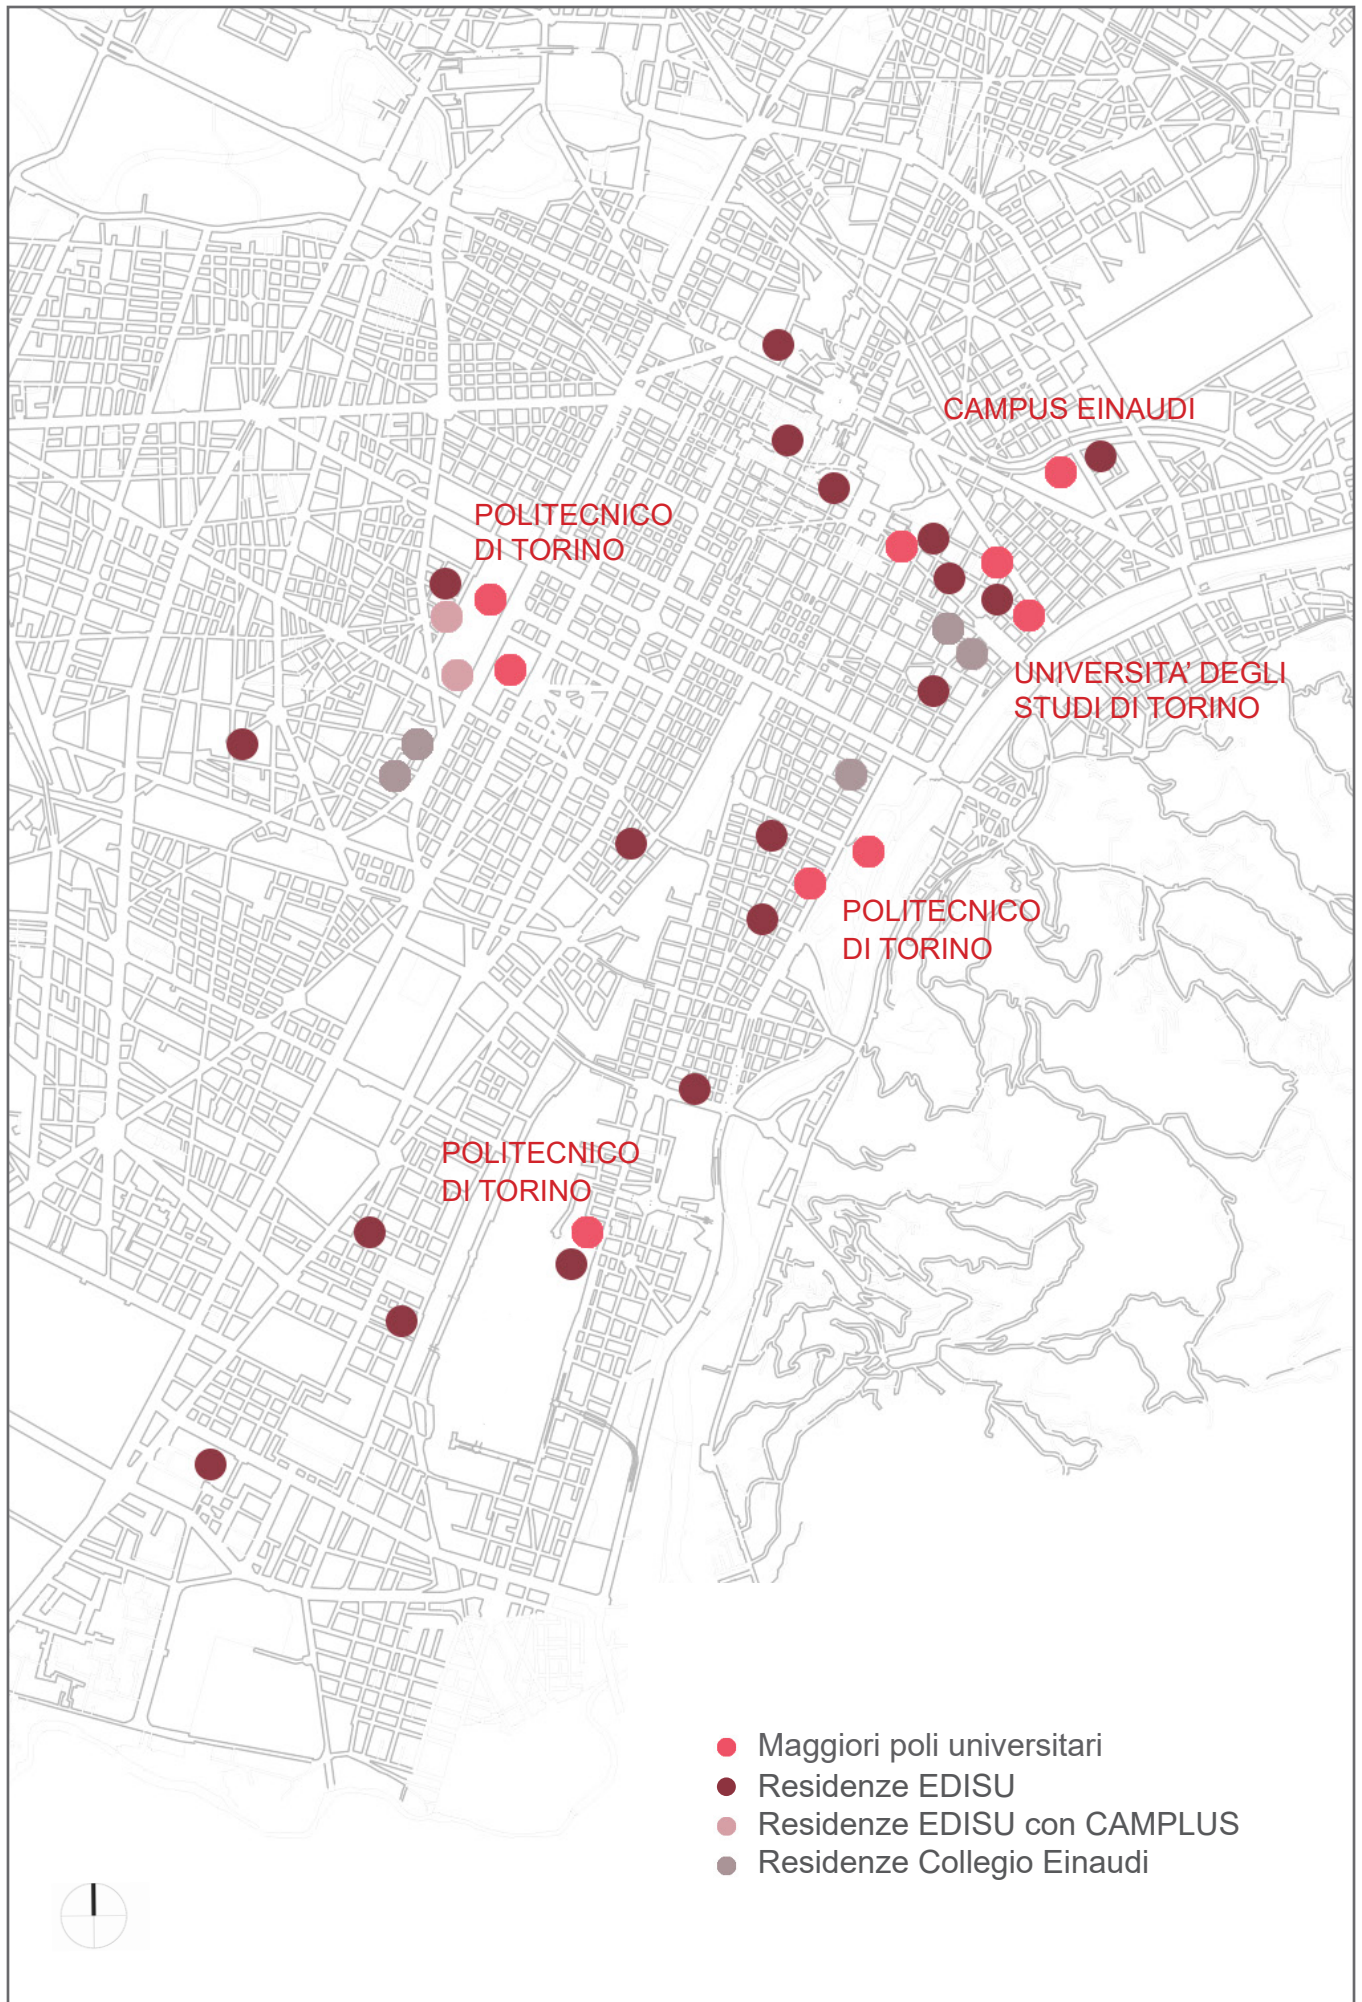 CAMPUS EINAUDI
POLITECNICO
DI TORINO
UNIVERSITA’ DEGLI
STUDI DI TORINO
POLITECNICO
DI TORINO
POLITECNICO
DI TORINO
Maggiori poli universitari
Residenze EDISU
Residenze EDISU con CAMPLUS
Residenze Collegio Einaudi